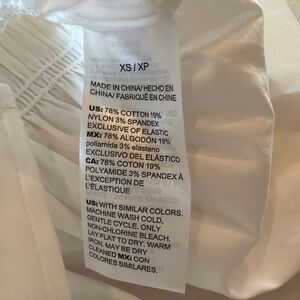 XS / XP
MADE IN CHINA/ HECHO EN
CHINA/ FABRIQUÉ EN CHINE
US: 78% COTTON 19%
NYLON 3% SPANDEX
EXCLUSIVE OF ELASTIC
MX: 78% ALGODÓN 19%
poliamida 3% elastano
EXCLUSIVO DEL ELÁSTICO
CA: 78% COTON 19%
POLYAMIDE 3% SPANDEX À
L'EXCEPTION DE
L'ÉLASTIQUE
US: WITH SIMILAR COLORS.
MACHINE WASH COLD,
GENTLE CYCLE. ONLY
NON-CHLORINE BLEACH.
LAY FLAT TO DRY. WARM
IRON. MAY BE DRY
CLEANED MX: CON
COLORES SIMILARES,